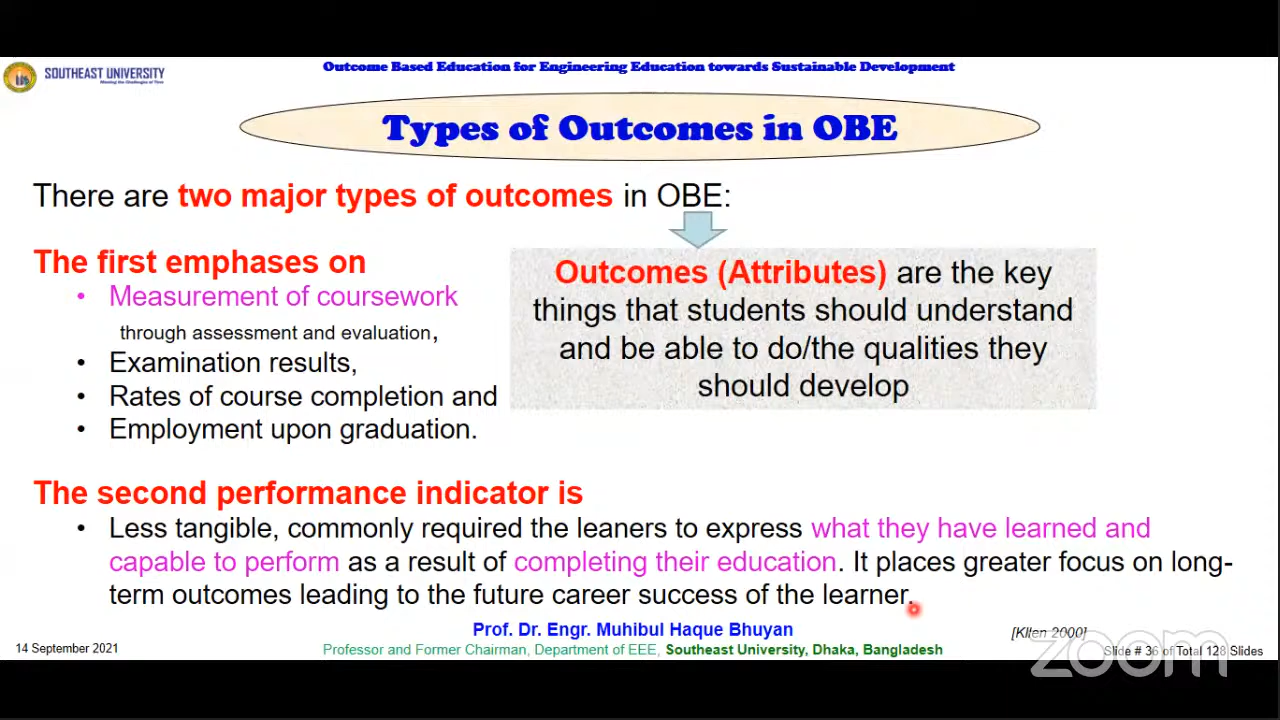 SOUTHEAST UNIVERSITY
Outcome Based Education for Engineering Education towards Sustainable Development
Types of Outcomes in OBE
There are two major types of outcomes in OBE:
The first emphases on
• Measurement of coursework
through assessment and evaluation,
• Examination results,
• Rates of course completion and
• Employment upon graduation.
Outcomes (Attributes) are the key
things that students should understand
and be able to do/the qualities they
should develop
The second performance indicator is
• Less tangible, commonly required the leaners to express what they have learned and
capable to perform as a result of completing their education. It places greater focus on long-
term outcomes leading to the future career success of the learner.
Prof. Dr. Engr. Muhibul Haque Bhuyan
[Kllen 2000]
14 September 2021
Professor and Former Chairman, Department of EEE, Southeast University, Dhaka, Bangladesh
Slide # 36 of Total 128 Slides
zoom